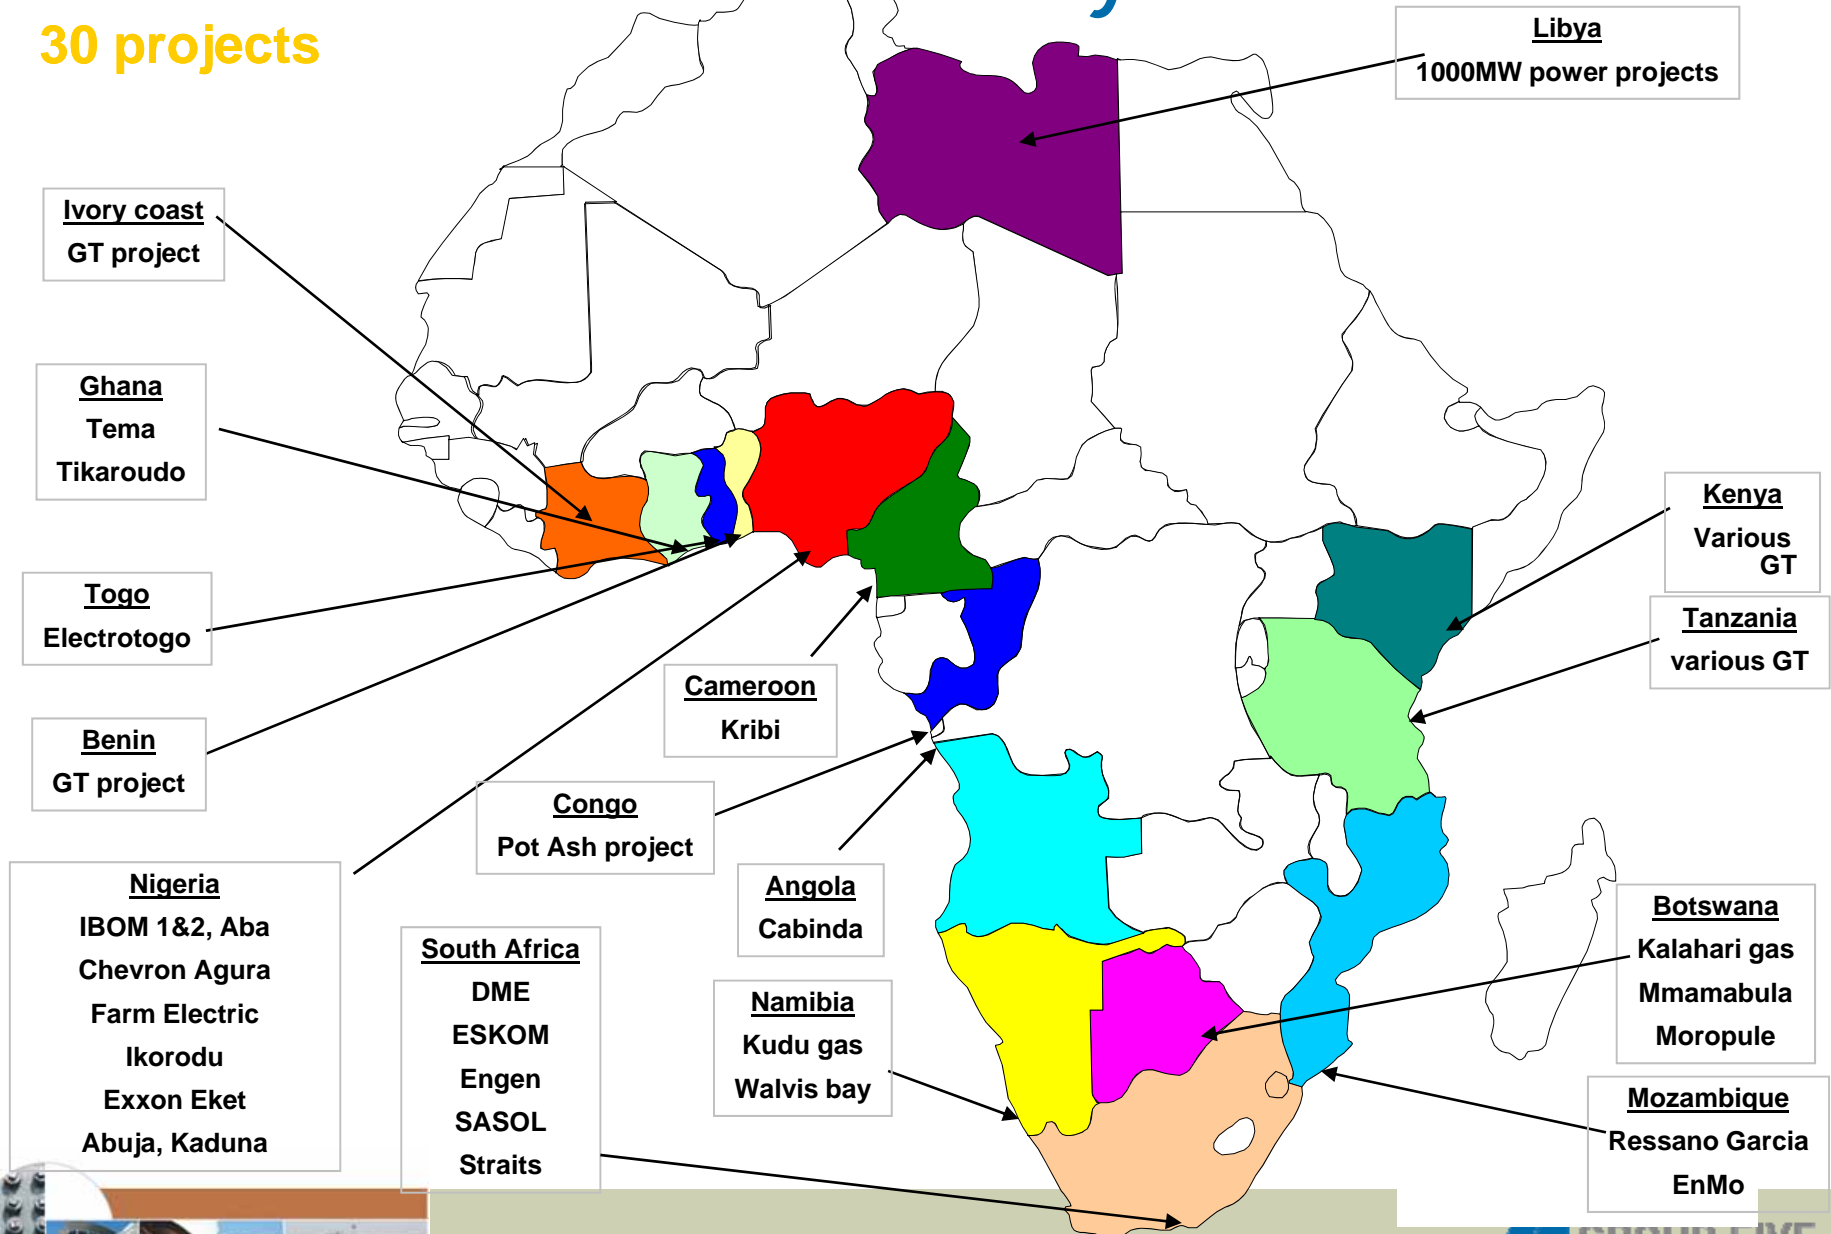 30 projects
Libya
1000MW power projects
Ivory coast
GT project
Ghana
Tema
Tikaroudo
Togo
Electrotogo
Benin
GT project
Nigeria
IBOM 1&2, Aba
Chevron Agura
Farm Electric
Ikorodu
Exxon Eket
Abuja, Kaduna
South Africa
DME
ESKOM
Engen
SASOL
Straits
Cameroon
Kribi
Congo
Pot Ash project
Angola
Cabinda
Namibia
Kudu gas
Walvis bay
Kenya
Various
GT
Tanzania
various GT
Botswana
Kalahari gas
Mmamabula
Moropule
Mozambique
Ressano Garcia
EnMo
GROUP FIVE